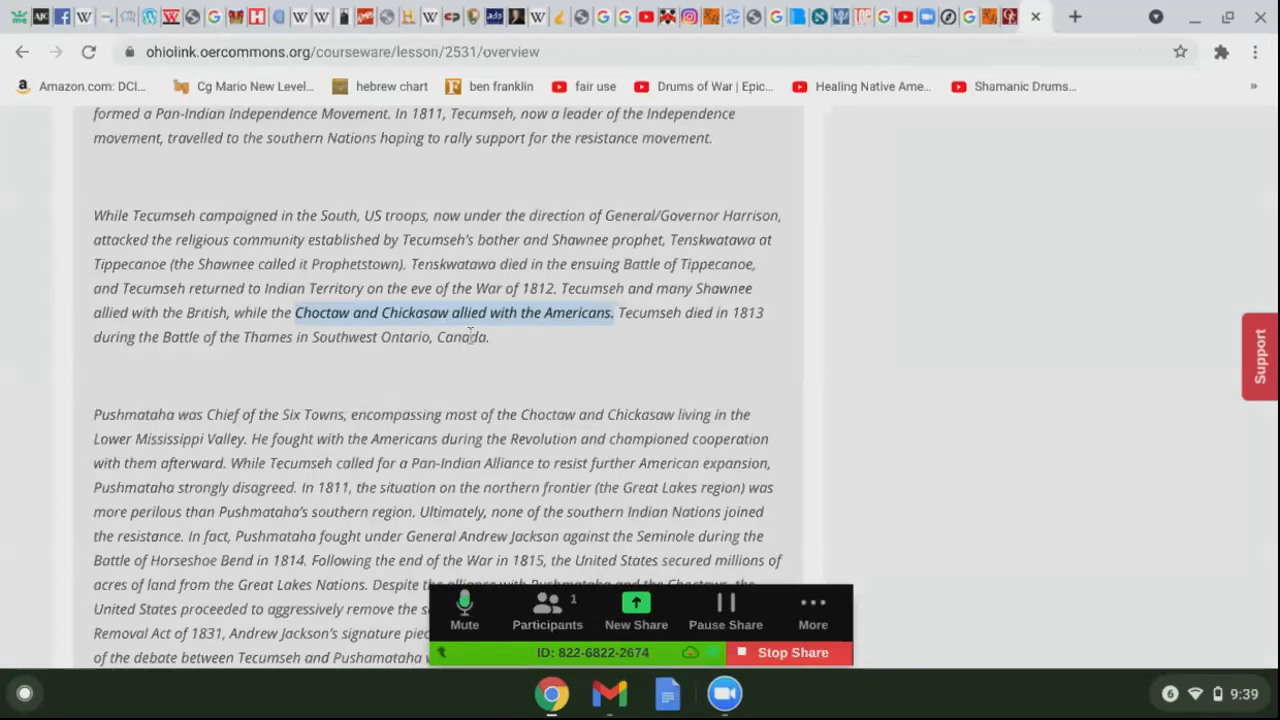 ohiolink.oercommons.org/courseware/lesson/2531/overview
Amazon.com: DCI... Cg Mario New Level... hebrew chart ben franklin fair use Drums of War | Epic... Healing Native Ame... Shamanic Drums... »
formed a Pan-Indian Independence Movement. In 1811, Tecumseh, now a leader of the Independence
movement, travelled to the southern Nations hoping to rally support for the resistance movement.
While Tecumseh campaigned in the South, US troops, now under the direction of General/Governor Harrison,
attacked the religious community established by Tecumseh's bother and Shawnee prophet, Tenskwatawa at
Tippecanoe (the Shawnee called it Prophetstown). Tenskwatawa died in the ensuing Battle of Tippecanoe,
and Tecumseh returned to Indian Territory on the eve of the War of 1812. Tecumseh and many Shawnee
allied with the British, while the Choctaw and Chickasaw allied with the Americans. Tecumseh died in 1813
during the Battle of the Thames in Southwest Ontario, Canada.
Support
Pushmataha was Chief of the Six Towns, encompassing most of the Choctaw and Chickasaw living in the
Lower Mississippi Valley. He fought with the Americans during the Revolution and championed cooperation
with them afterward. While Tecumseh called for a Pan-Indian Alliance to resist further American expansion,
Pushmataha strongly disagreed. In 1811, the situation on the northern frontier (the Great Lakes region) was
more perilous than Pushmataha's southern region. Ultimately, none of the southern Indian Nations joined
the resistance. In fact, Pushmataha fought under General Andrew Jackson against the Seminole during the
Battle of Horseshoe Bend in 1814. Following the end of the War in 1815, the United States secured millions of
acres of land from the Great Lakes Nations. Despite the alliance with Pushmataha and the Choctaws, the
United States proceeded to aggressively remove the
Removal Act of 1831, Andrew Jackson's signature
of the debate between Tecumseh and Pushamataha
Mute Participants 1 New Share Pause Share More
ID: 822-6822-2674 Stop Share
6 9:39